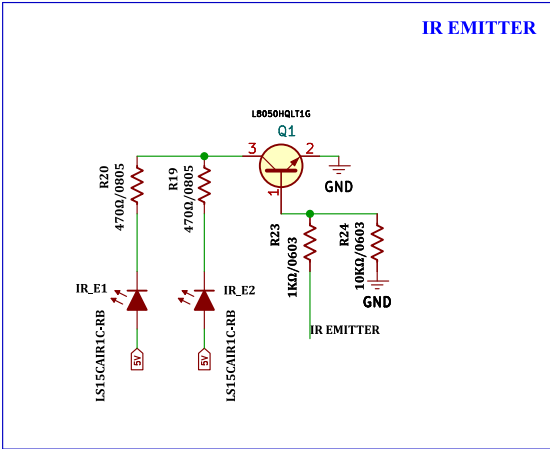 IR EMITTER
L8050HQLT1G
Q1
3
2
1
GND
R20
470Ω/0805
R19
470Ω/0805
R23
1KΩ/0603
R24
10KΩ/0603
GND
IR_E1
LS15CAIR1C-RB
IR_E2
LS15CAIR1C-RB
IR EMITTER
5V
5V